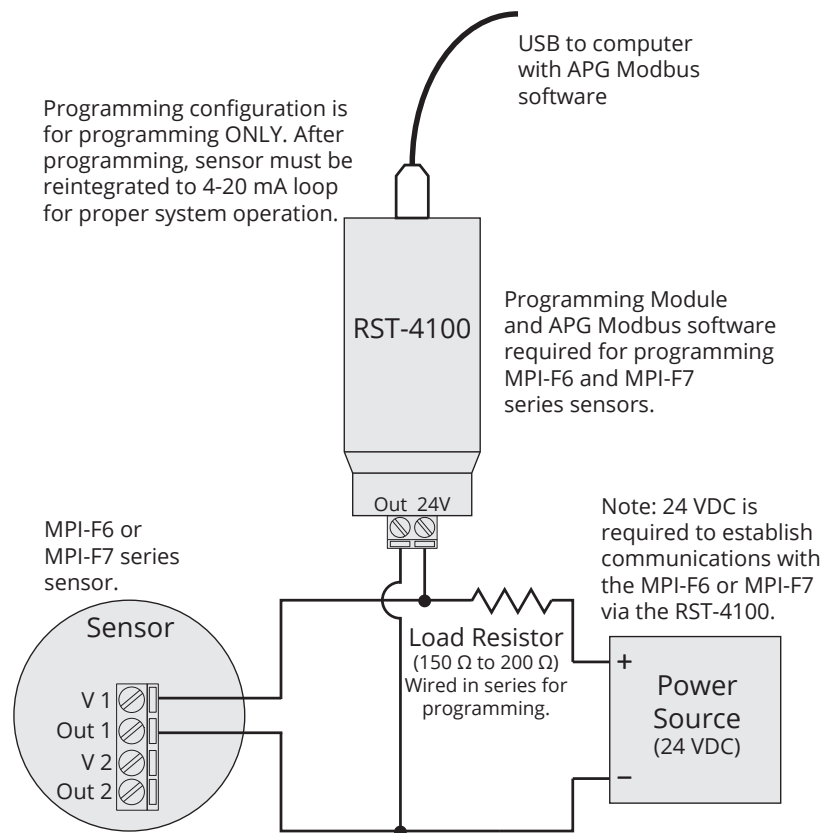 USB to computer
with APG Modbus
software
Programming configuration is
for programming ONLY. After
programming, sensor must be
reintegrated to 4-20 mA loop
for proper system operation.
RST-4100
Programming Module
and APG Modbus software
required for programming
MPI-F6 and MPI-F7
series sensors.
Out 24V
Note: 24 VDC is
required to establish
communications with
the MPI-F6 or MPI-F7
via the RST-4100.
MPI-F6 or
MPI-F7 series
sensor.
Sensor
V 1
Out 1
V 2
Out 2
Load Resistor
(150 Ω to 200 Ω)
Wired in series for
programming.
+
Power
Source
(24 VDC)
–